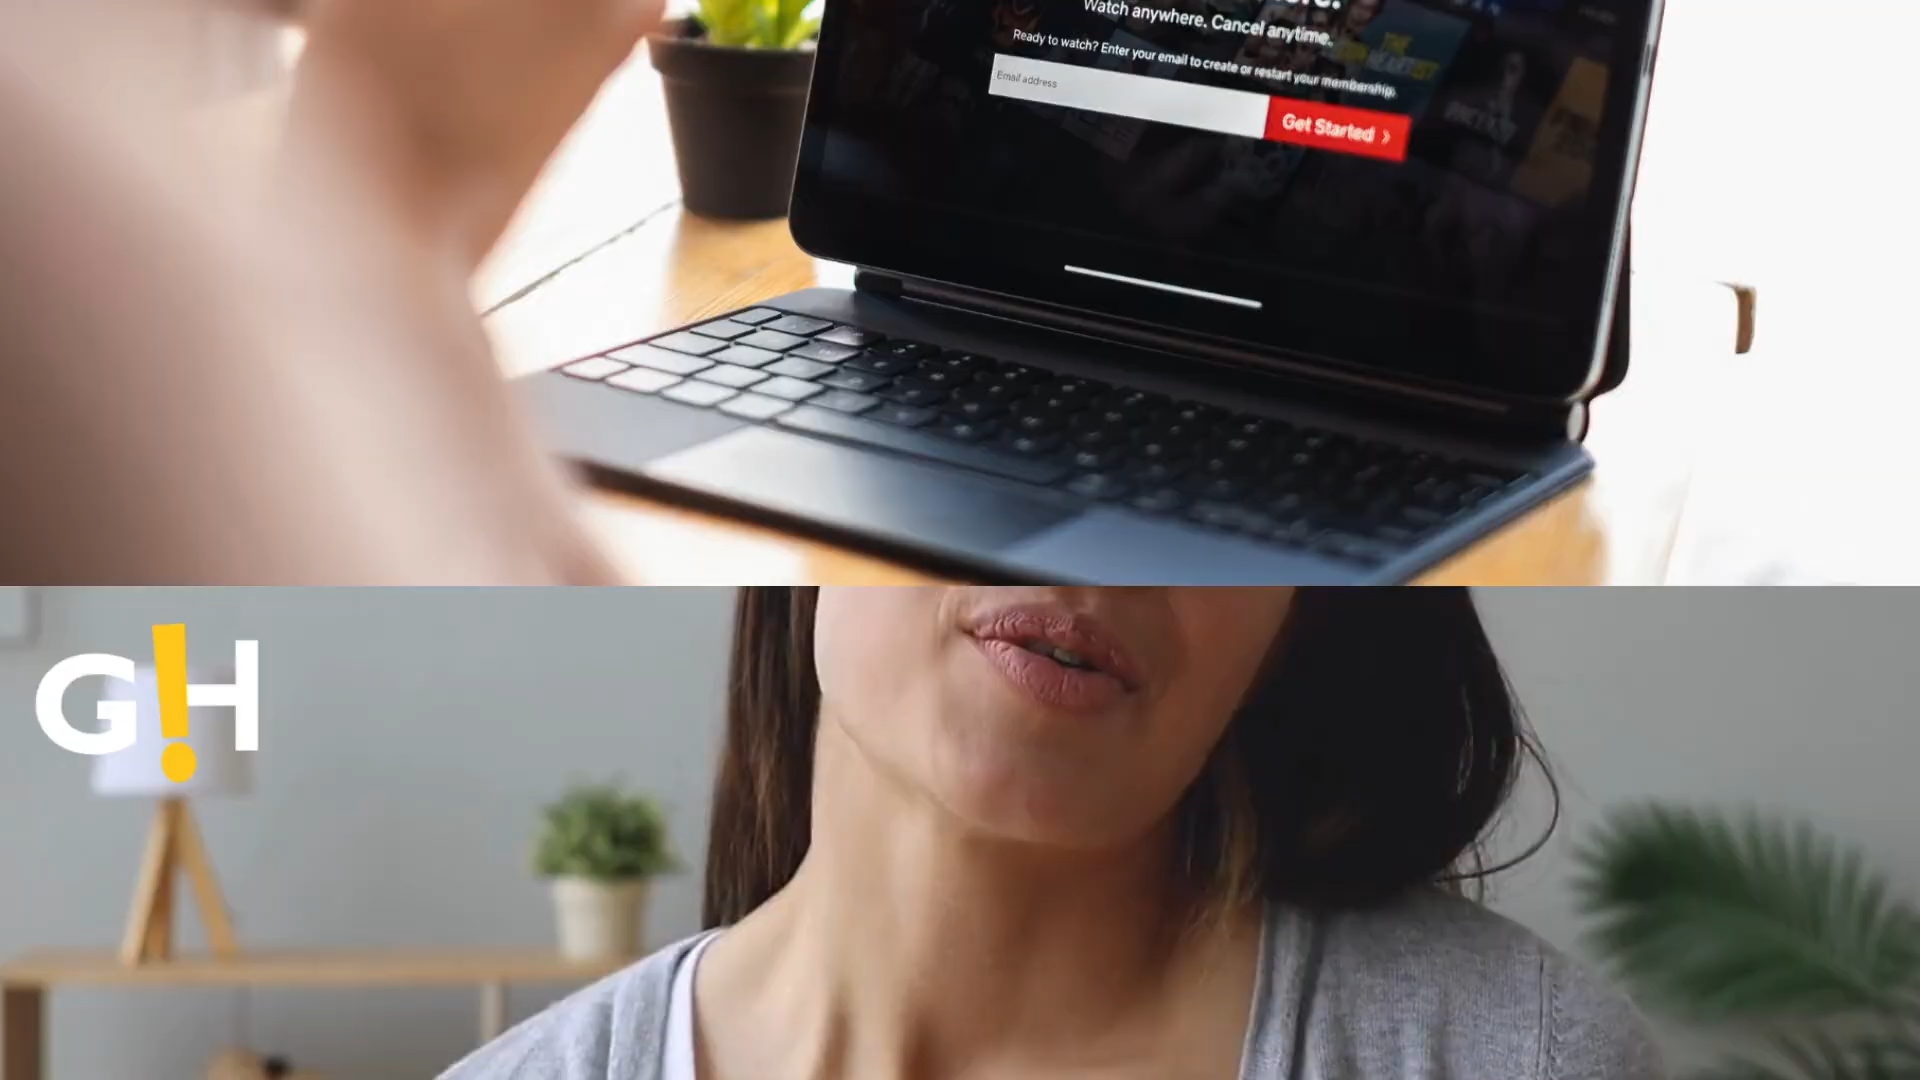 Watch anywhere. Cancel anytime.
Ready to watch? Enter your email to create or restart your membership.
Email address
Get Started >
G!H